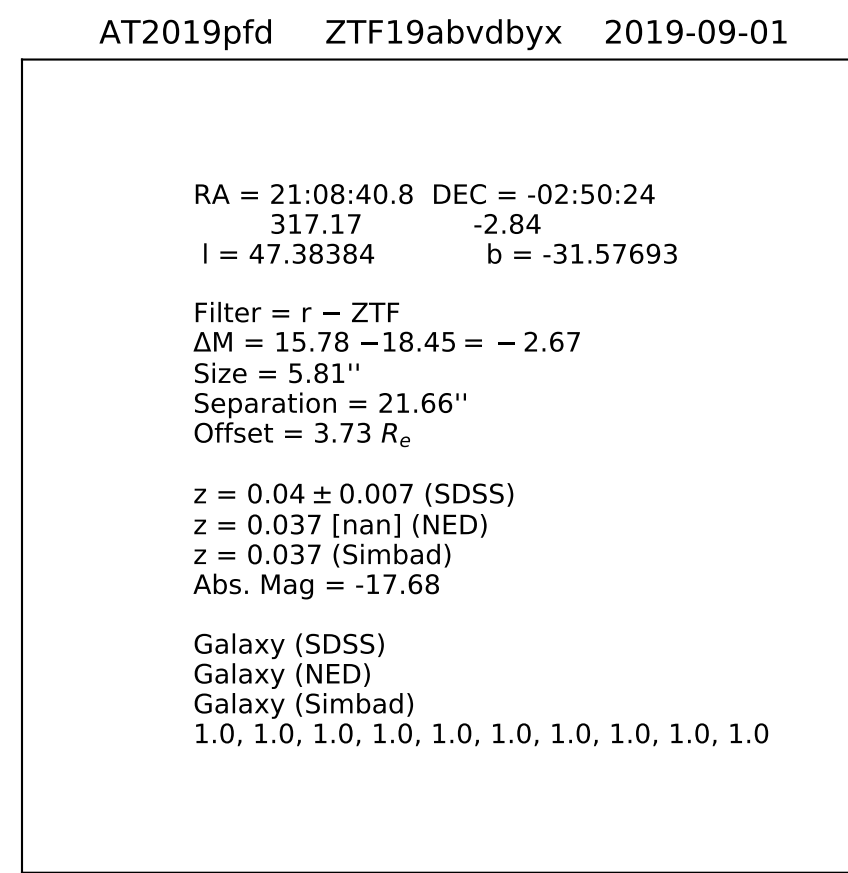 AT2019pfd ZTF19abvdbyx 2019-09-01
RA = 21:08:40.8 DEC = -02:50:24
317.17 -2.84
l = 47.38384 b = -31.57693
Filter = r − ZTF
ΔM = 15.78 −18.45 = − 2.67
Size = 5.81''
Separation = 21.66''
Offset = 3.73 Rₑ
z = 0.04 ± 0.007 (SDSS)
z = 0.037 [nan] (NED)
z = 0.037 (Simbad)
Abs. Mag = -17.68
Galaxy (SDSS)
Galaxy (NED)
Galaxy (Simbad)
1.0, 1.0, 1.0, 1.0, 1.0, 1.0, 1.0, 1.0, 1.0, 1.0